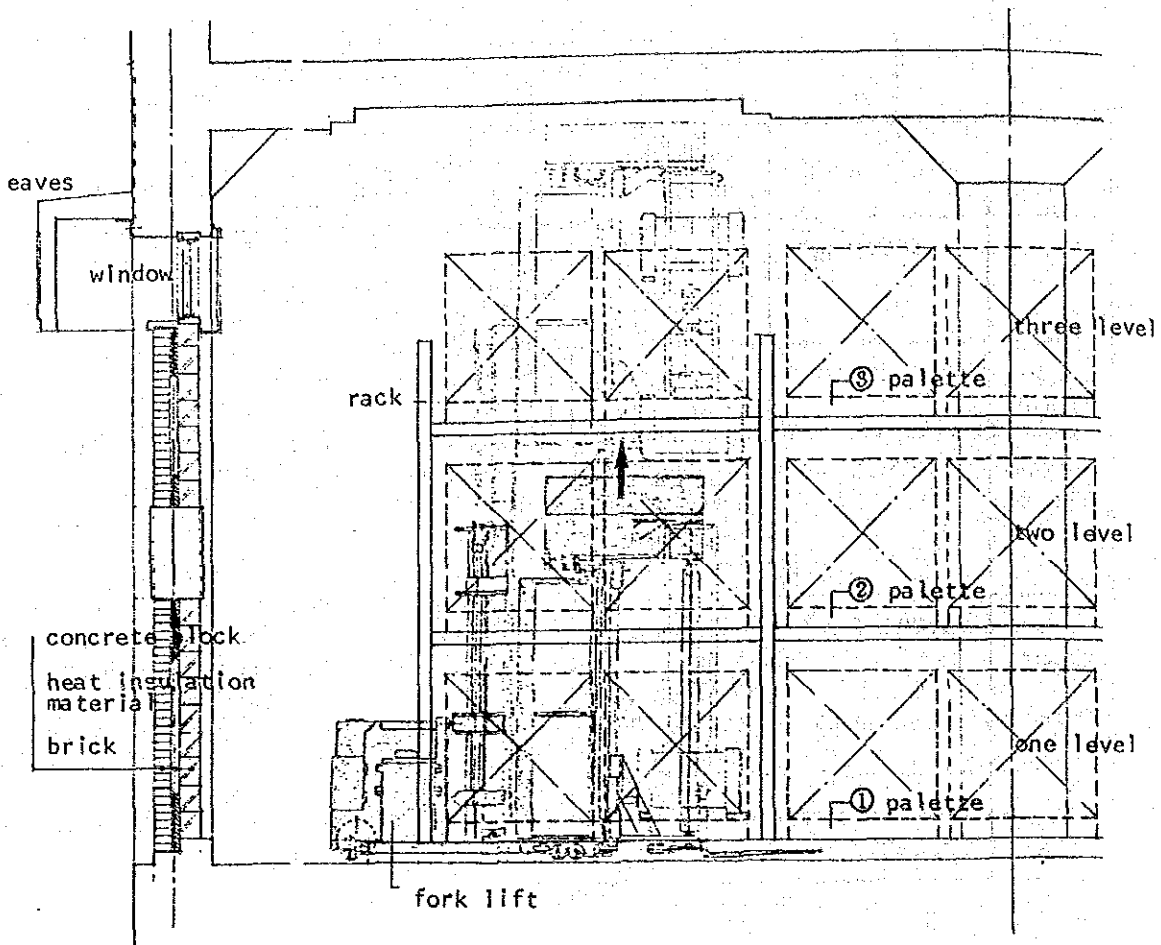 eaves
window
three level
③ palette
rack
two level
② palette
concrete lock
heat insulation
material
brick
one level
① palette
fork lift